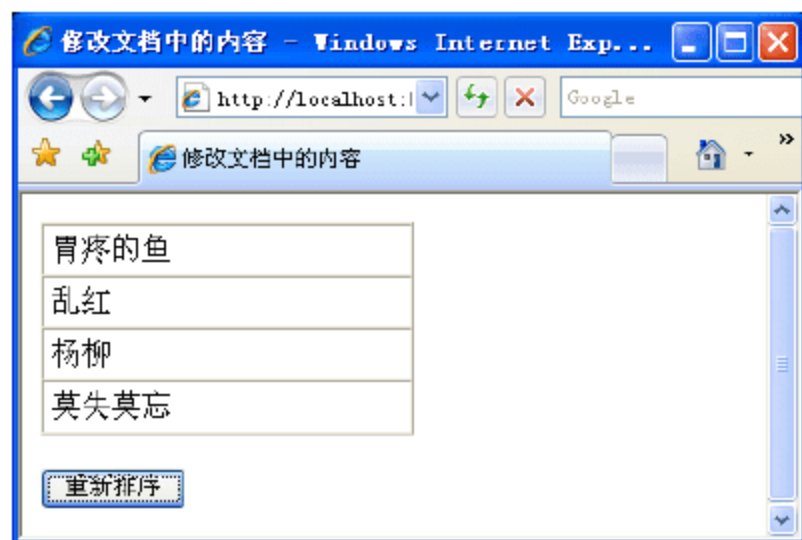 修改文档中的内容 - Windows Internet Exp...
http://localhost:
Google
修改文档中的内容
»
胃疼的鱼
乱红
杨柳
莫失莫忘
重新排序